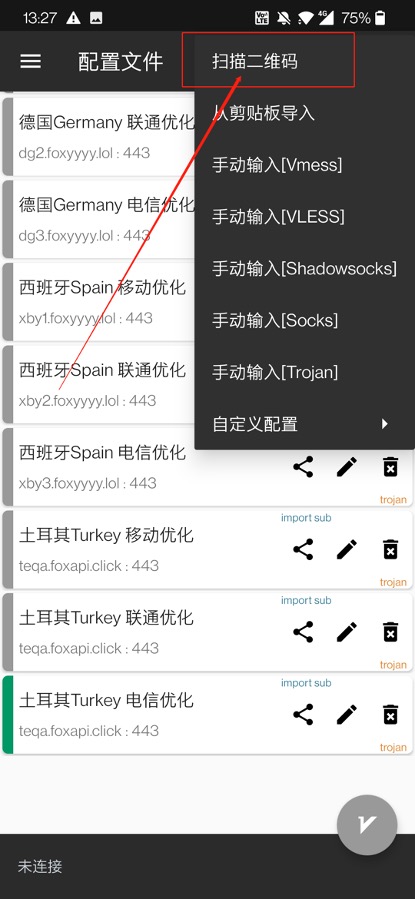 13:27
VoLTE
4G
75%
配置文件
扫描二维码
从剪贴板导入
手动输入[Vmess]
手动输入[VLESS]
手动输入[Shadowsocks]
手动输入[Socks]
手动输入[Trojan]
自定义配置
德国Germany 联通优化
dg2.foxyyyy.lol : 443
德国Germany 电信优化
dg3.foxyyyy.lol : 443
西班牙Spain 移动优化
xby1.foxyyyy.lol : 443
西班牙Spain 联通优化
xby2.foxyyyy.lol : 443
西班牙Spain 电信优化
xby3.foxyyyy.lol : 443
trojan
import sub
土耳其Turkey 移动优化
teqa.foxapi.click : 443
trojan
import sub
土耳其Turkey 联通优化
teqa.foxapi.click : 443
trojan
import sub
土耳其Turkey 电信优化
teqa.foxapi.click : 443
trojan
未连接